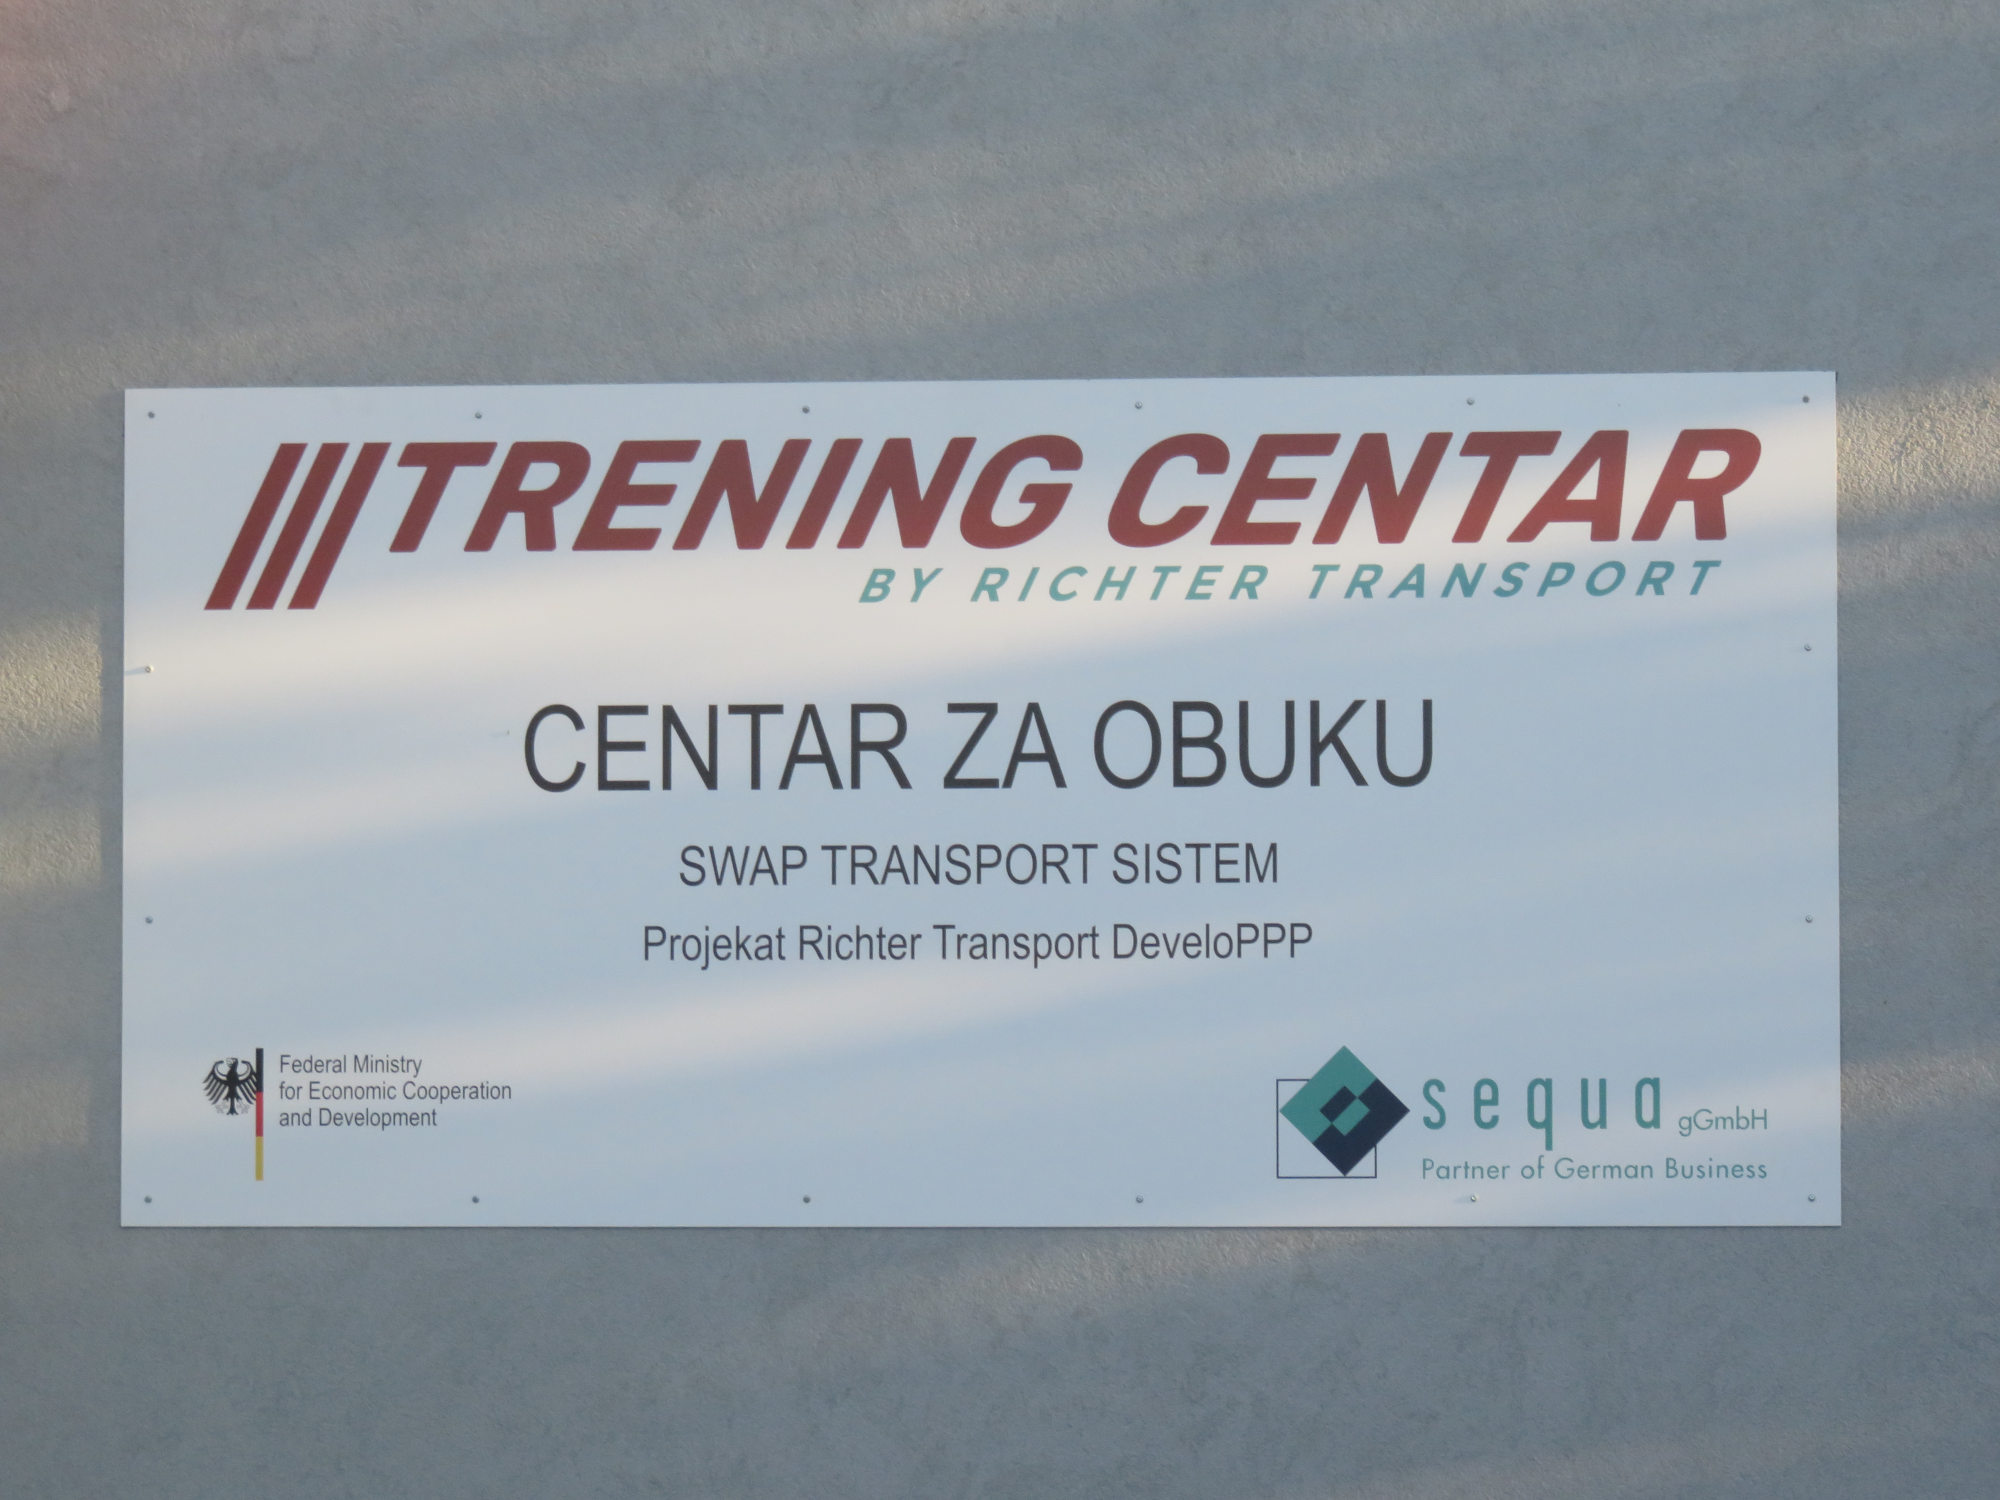 TRENING CENTAR
BY RICHTER TRANSPORT
CENTAR ZA OBUKU
SWAP TRANSPORT SISTEM
Projekat Richter Transport DeveloPPP
Federal Ministry
for Economic Cooperation
and Development
sequa gGmbH
Partner of German Business